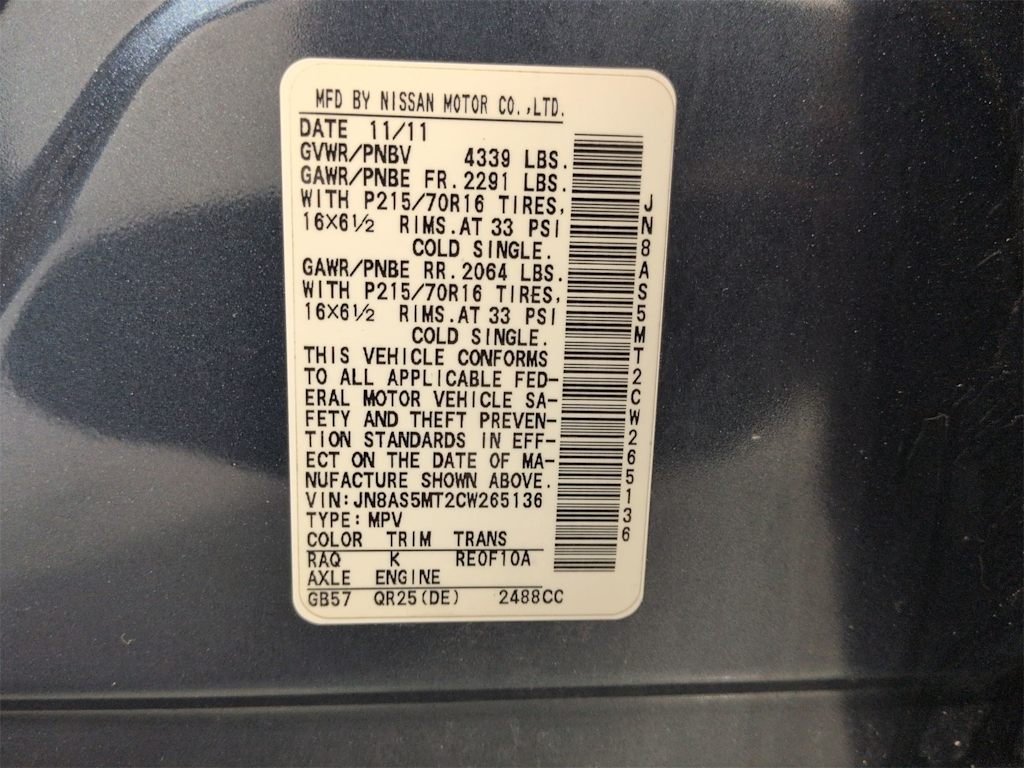 MFD BY NISSAN MOTOR CO.,LTD.
DATE 11/11
GVWR/PNBV 4339 LBS.
GAWR/PNBE FR.2291 LBS.
WITH P215/70R16 TIRES,
16X6½ RIMS.AT 33 PSI
COLD SINGLE.
GAWR/PNBE RR.2064 LBS.
WITH P215/70R16 TIRES,
16X6½ RIMS.AT 33 PSI
COLD SINGLE.
THIS VEHICLE CONFORMS
TO ALL APPLICABLE FED-
ERAL MOTOR VEHICLE SA-
FETY AND THEFT PREVEN-
TION STANDARDS IN EFF-
ECT ON THE DATE OF MA-
NUFACTURE SHOWN ABOVE.
VIN:JN8AS5MT2CW265136
TYPE:MPV
COLOR TRIM TRANS
RAQ K RE0F10A
AXLE ENGINE
GB57 QR25(DE) 2488CC
JN8AS5MT2CW265136